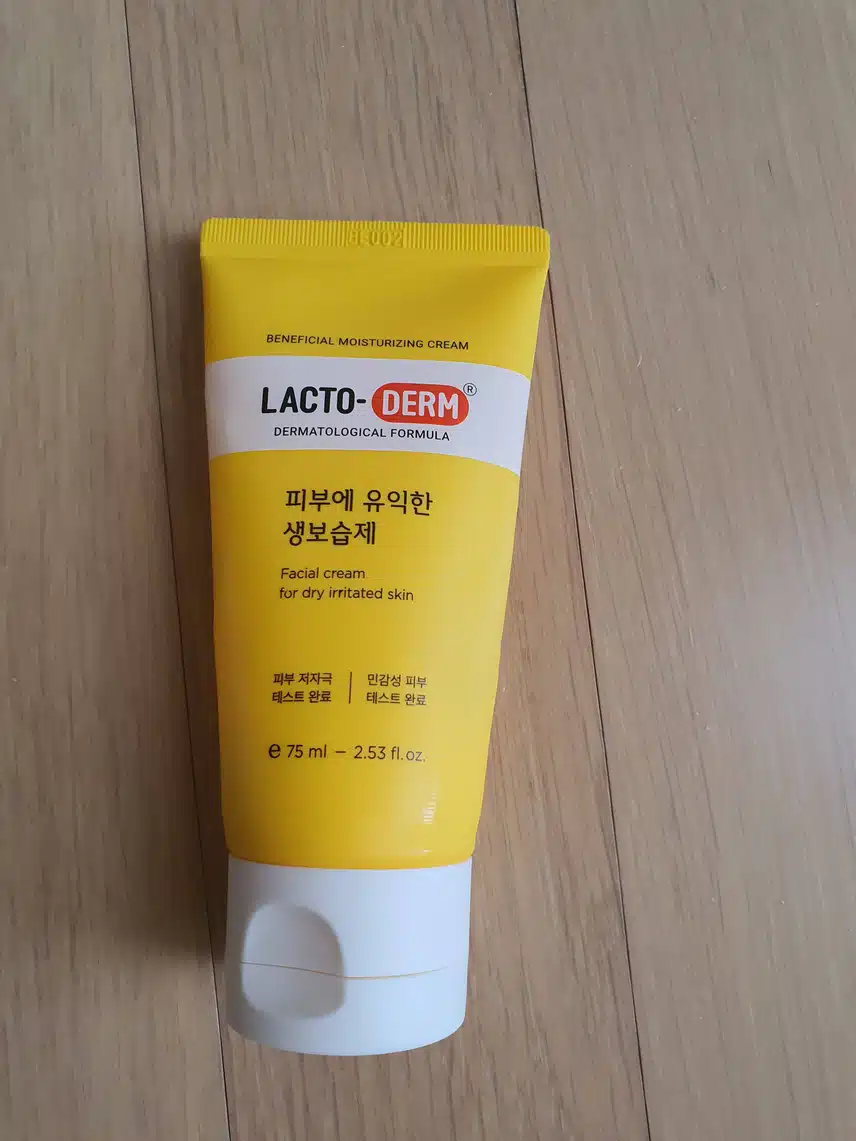 BENEFICIAL MOISTURIZING CREAM
LACTO-DERM®
DERMATOLOGICAL FORMULA
피부에 유익한
생보습제
Facial cream
for dry irritated skin
피부 저자극 | 민감성 피부
테스트 완료 | 테스트 완료
℮ 75 ml – 2.53 fl.oz.